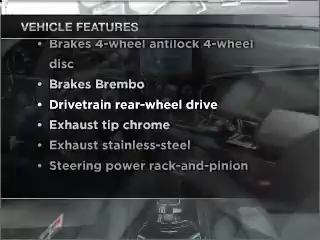 VEHICLE FEATURES
• Brakes 4-wheel antilock 4-wheel
disc
• Brakes Brembo
• Drivetrain rear-wheel drive
• Exhaust tip chrome
• Exhaust stainless-steel
• Steering power rack-and-pinion